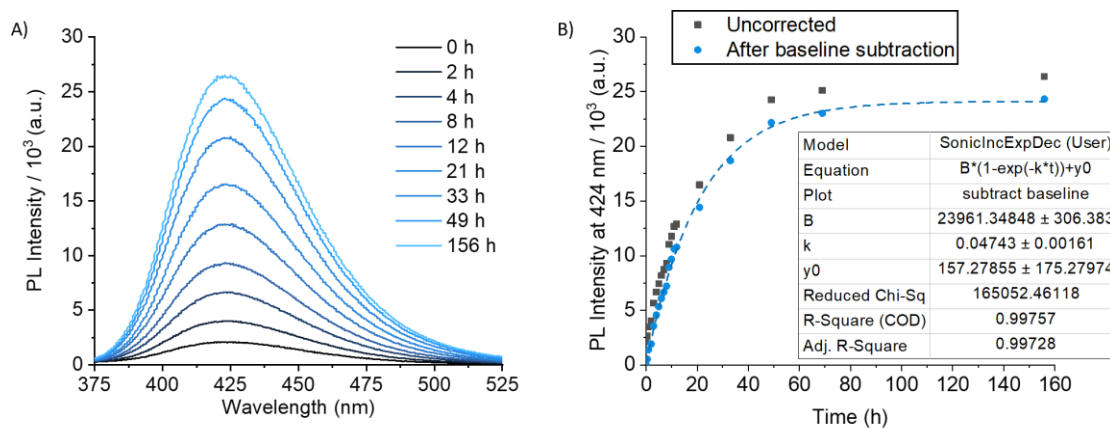 A)
PL Intensity / 10³ (a.u.)
30
25
20
15
10
5
0
375 400 425 450 475 500 525
Wavelength (nm)
0 h
2 h
4 h
8 h
12 h
21 h
33 h
49 h
156 h
B)
Uncorrected
After baseline subtraction
PL Intensity at 424 nm / 10³ (a.u.)
30
25
20
15
10
5
0
0 20 40 60 80 100 120 140 160
Time (h)
Model SonicIncExpDec (User)
Equation B*(1-exp(-k*t))+y0
Plot subtract baseline
B 23961.34848 ± 306.383
k 0.04743 ± 0.00161
y0 157.27855 ± 175.27974
Reduced Chi-Sq 165052.46118
R-Square (COD) 0.99757
Adj. R-Square 0.99728